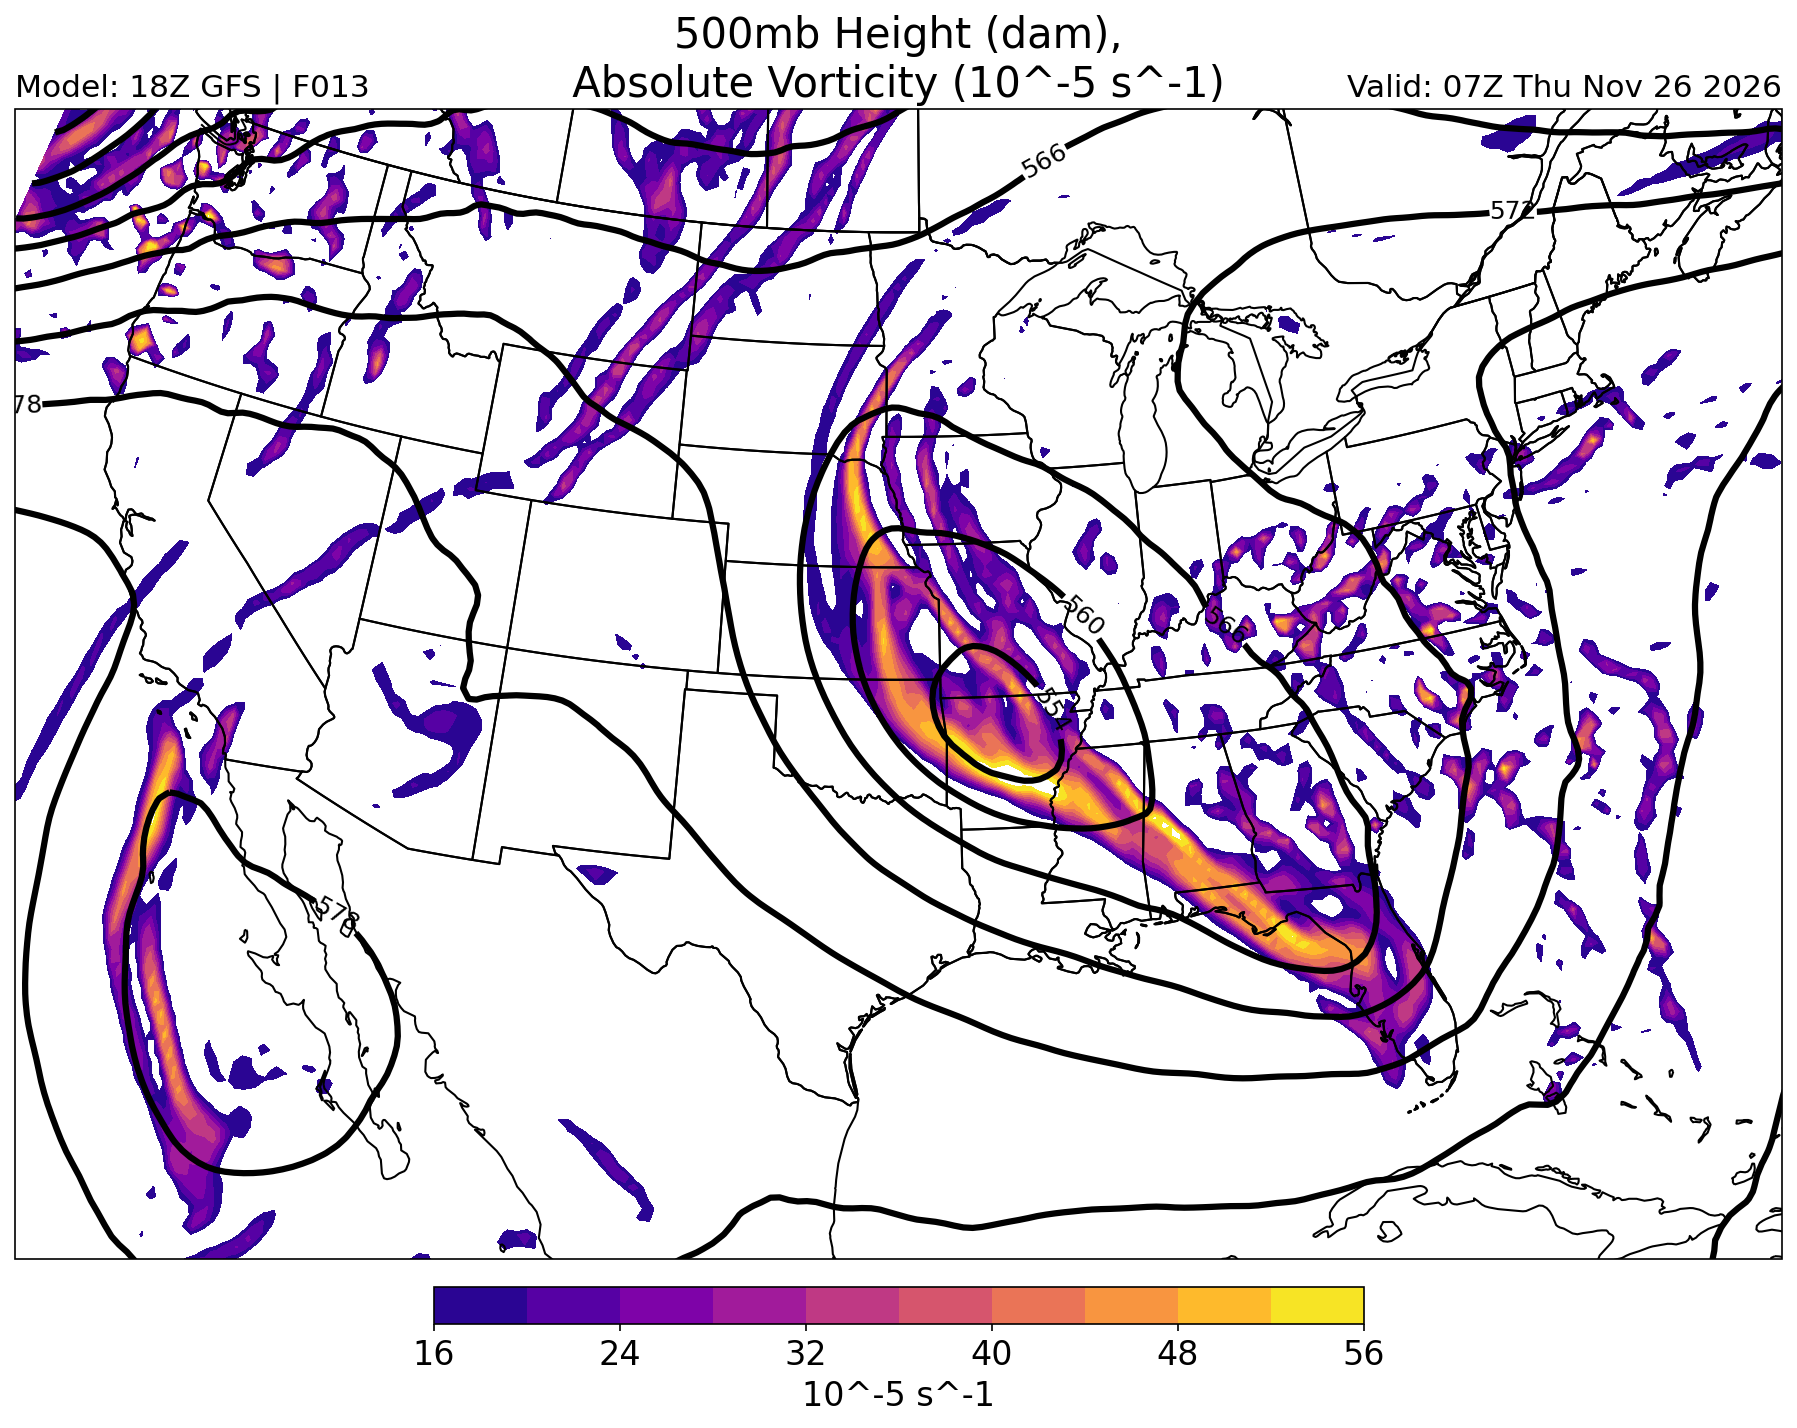 500mb Height (dam),
Absolute Vorticity (10^-5 s^-1)
Model: 18Z GFS | F013
Valid: 07Z Thu Nov 26 2026
566
572
78
560
566
554
578
16 24 32 40 48 56
10^-5 s^-1